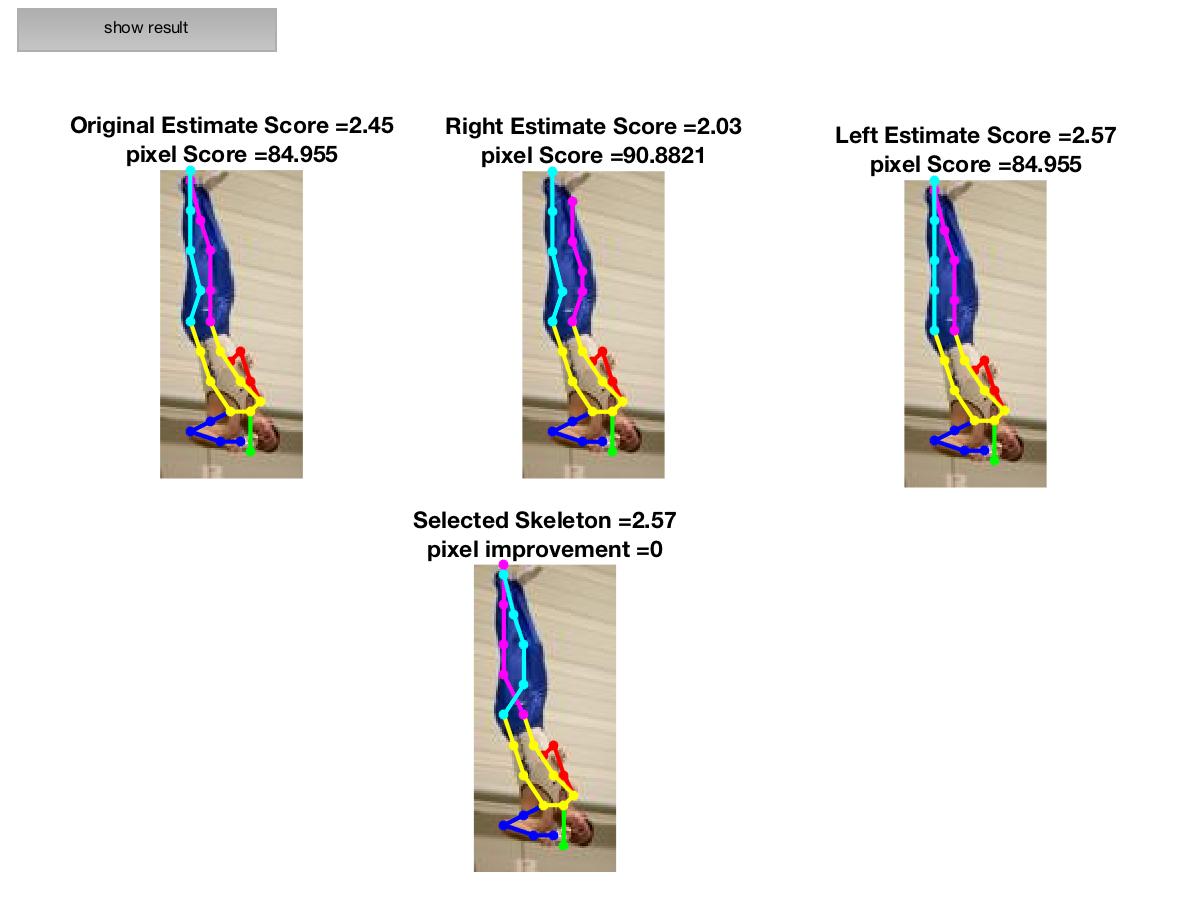 show result
Original Estimate Score =2.45
pixel Score =84.955
Right Estimate Score =2.03
pixel Score =90.8821
Left Estimate Score =2.57
pixel Score =84.955
Selected Skeleton =2.57
pixel improvement =0